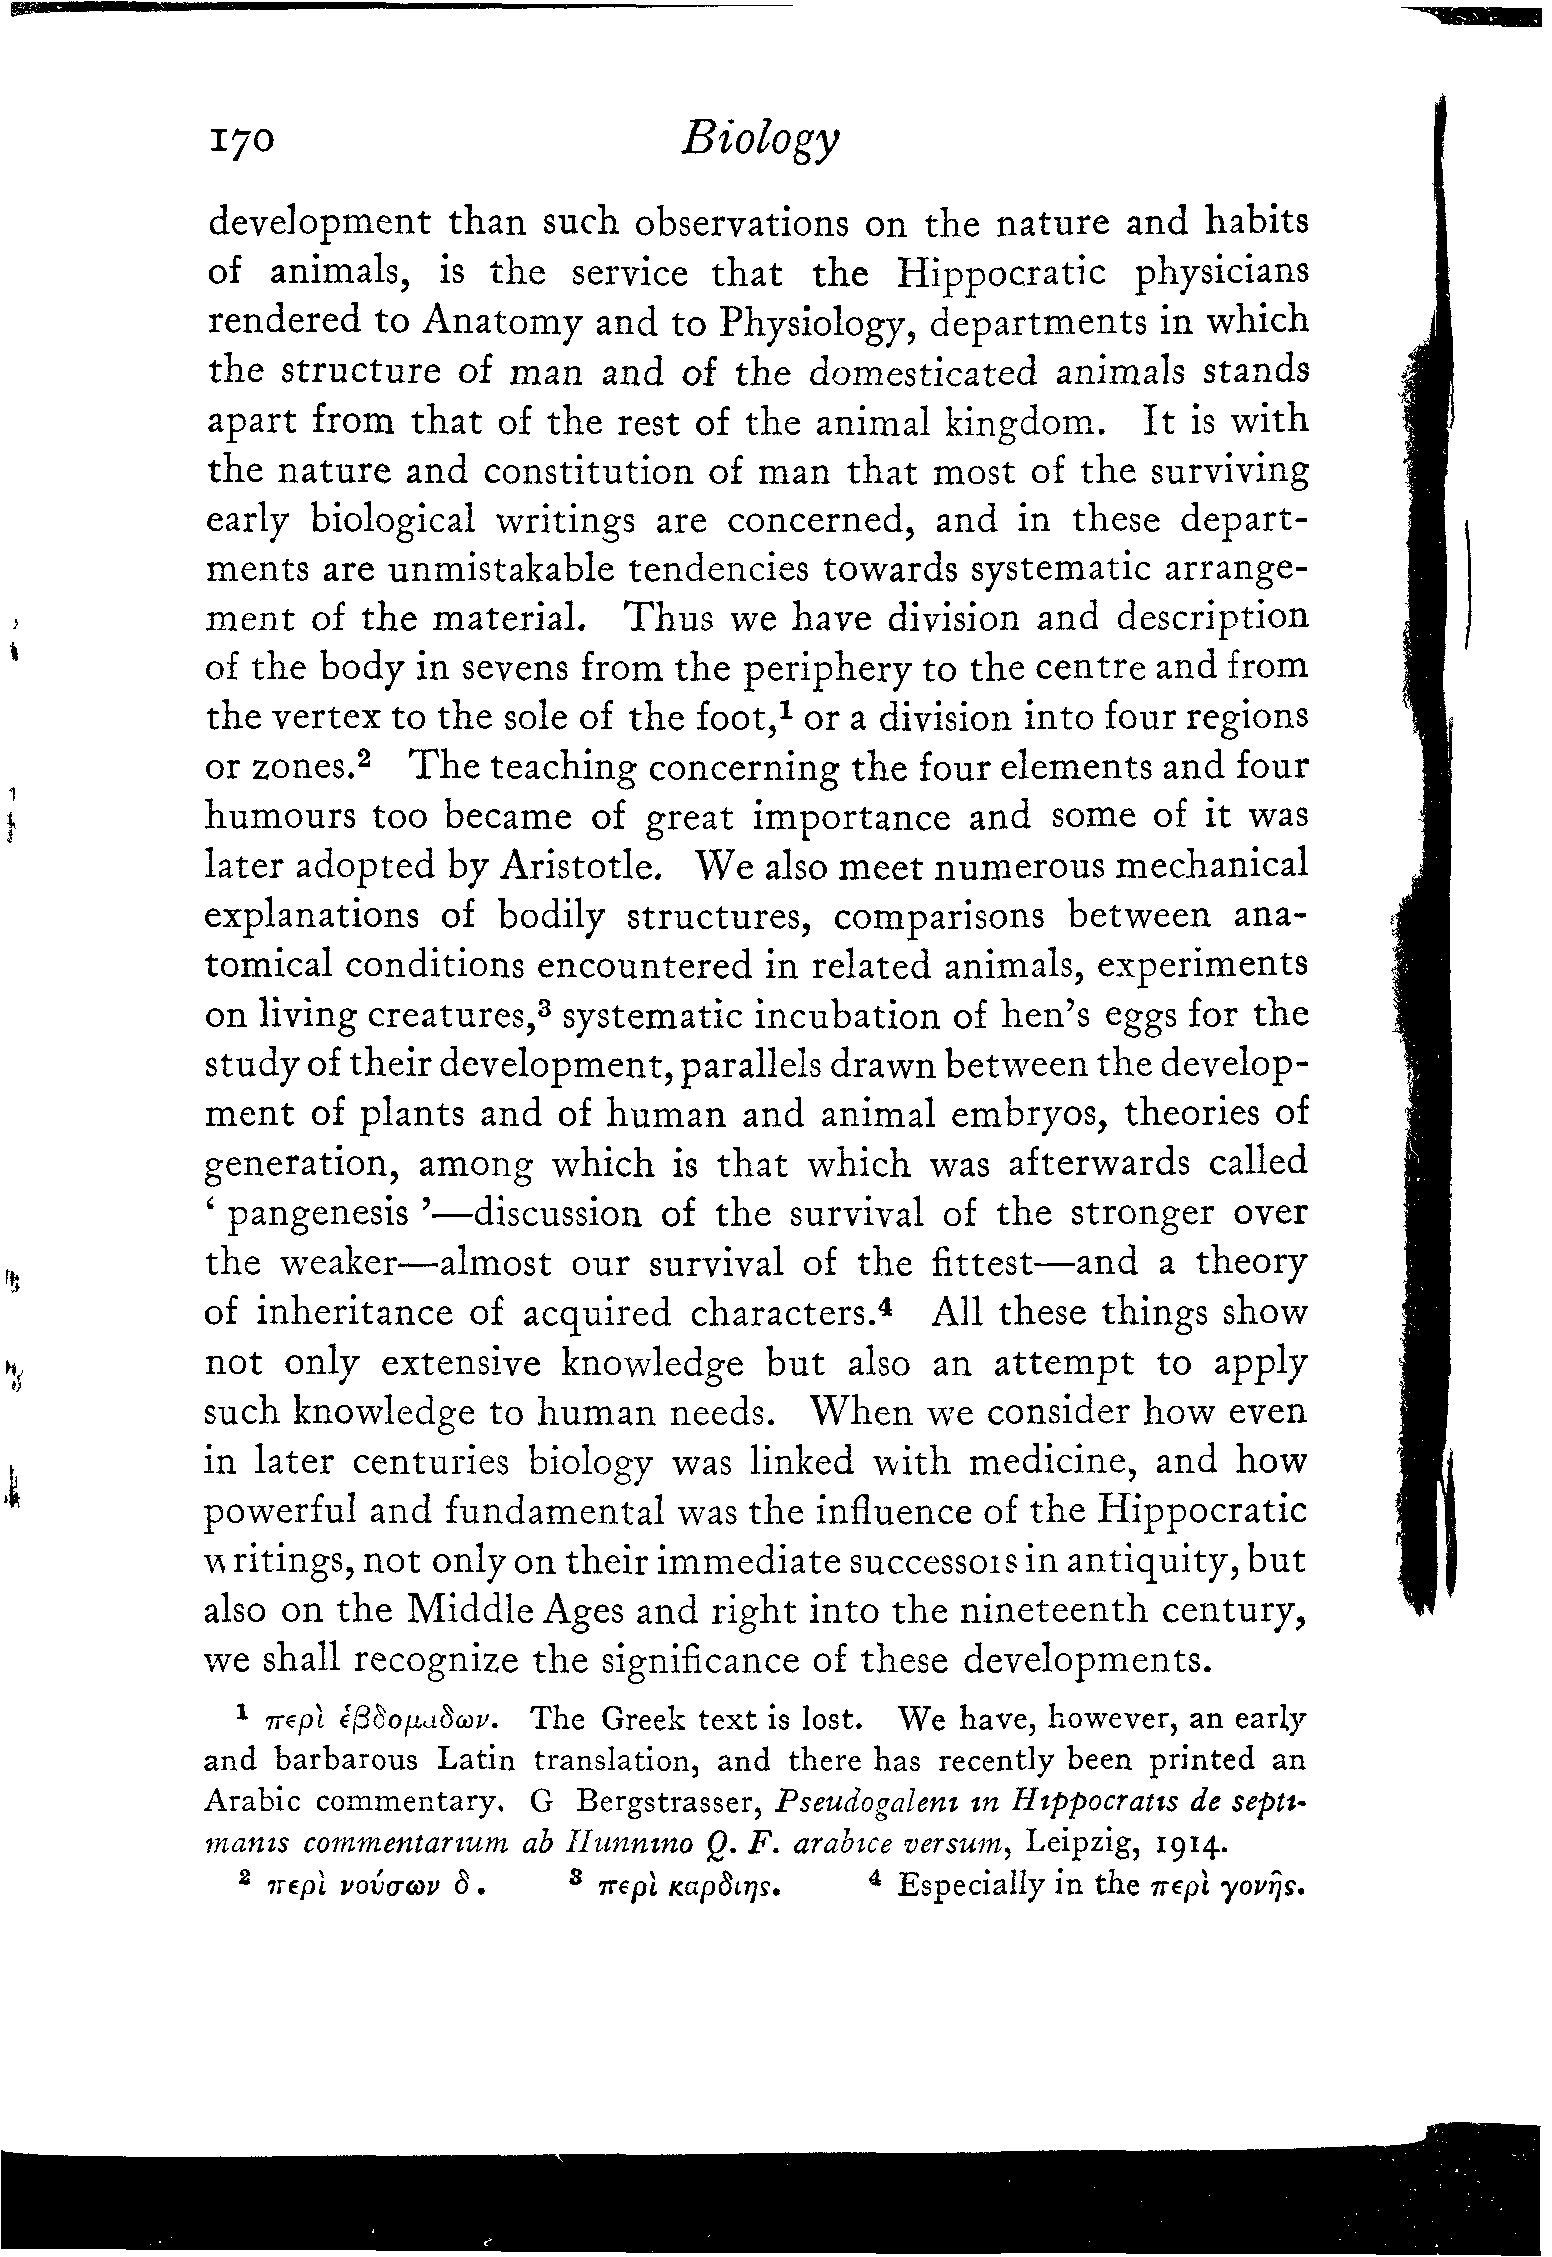 170 Biology
development than such observations on the nature and habits
of animals, is the service that the Hippocratic physicians
rendered to Anatomy and to Physiology, departments in which
the structure of man and of the domesticated animals stands
apart from that of the rest of the animal kingdom. It is with
the nature and constitution of man that most of the surviving
early biological writings are concerned, and in these depart-
ments are unmistakable tendencies towards systematic arrange-
ment of the material. Thus we have division and description
of the body in sevens from the periphery to the centre and from
the vertex to the sole of the foot,¹ or a division into four regions
or zones.² The teaching concerning the four elements and four
humours too became of great importance and some of it was
later adopted by Aristotle. We also meet numerous mechanical
explanations of bodily structures, comparisons between ana-
tomical conditions encountered in related animals, experiments
on living creatures,³ systematic incubation of hen's eggs for the
study of their development, parallels drawn between the develop-
ment of plants and of human and animal embryos, theories of
generation, among which is that which was afterwards called
‘ pangenesis ’—discussion of the survival of the stronger over
the weaker—almost our survival of the fittest—and a theory
of inheritance of acquired characters.⁴ All these things show
not only extensive knowledge but also an attempt to apply
such knowledge to human needs. When we consider how even
in later centuries biology was linked with medicine, and how
powerful and fundamental was the influence of the Hippocratic
writings, not only on their immediate successors in antiquity, but
also on the Middle Ages and right into the nineteenth century,
we shall recognize the significance of these developments.
¹ περὶ ἑβδομαδων. The Greek text is lost. We have, however, an early
and barbarous Latin translation, and there has recently been printed an
Arabic commentary. G Bergstrasser, Pseudogaleni in Hippocratis de septi-
manis commentarium ab Hunnino Q. F. arabice versum, Leipzig, 1914.
² περὶ νούσων δ. ³ περὶ καρδιης. ⁴ Especially in the περὶ γονῆς.